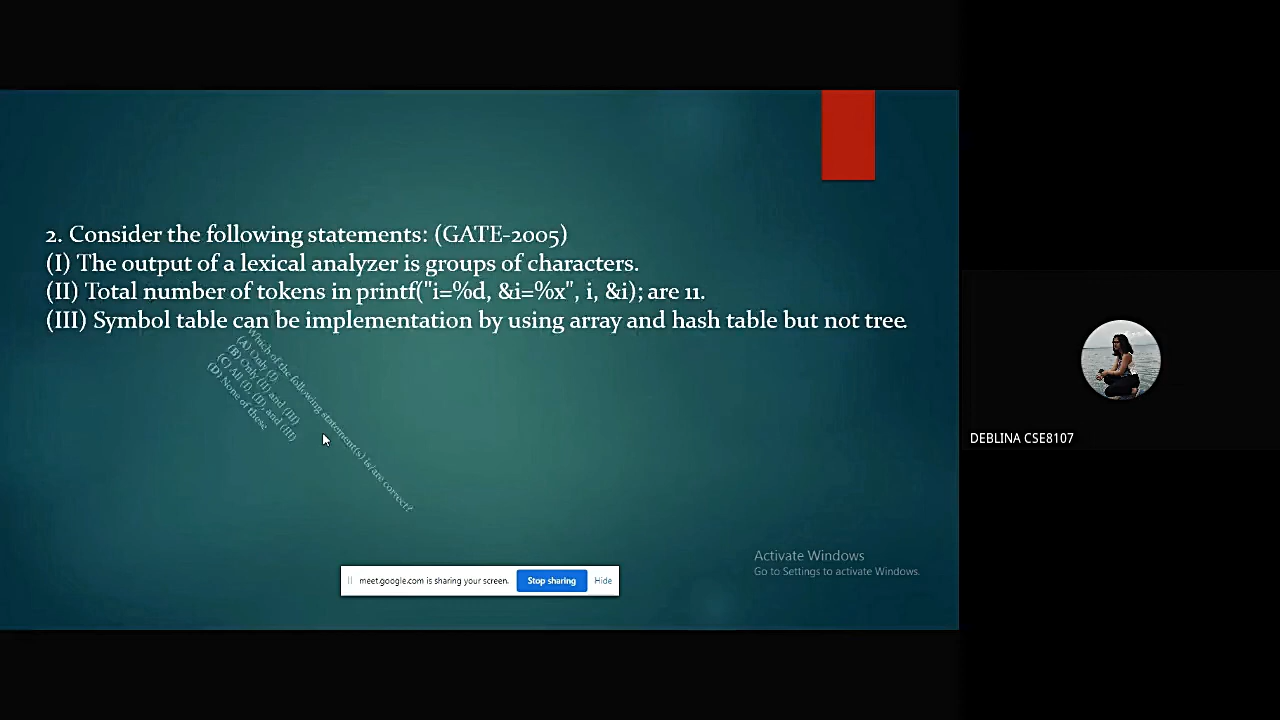 2. Consider the following statements: (GATE-2005)
(I) The output of a lexical analyzer is groups of characters.
(II) Total number of tokens in printf("i=%d, &i=%x", i, &i); are 11.
(III) Symbol table can be implementation by using array and hash table but not tree.
Which of the following statement(s) is/are correct?
(A) Only (I).
(B) Only (II) and (III)
(C) All (I), (II), and (III)
(D) None of these
meet.google.com is sharing your screen.
Stop sharing
Hide
Activate Windows
Go to Settings to activate Windows.
DEBLINA CSE8107